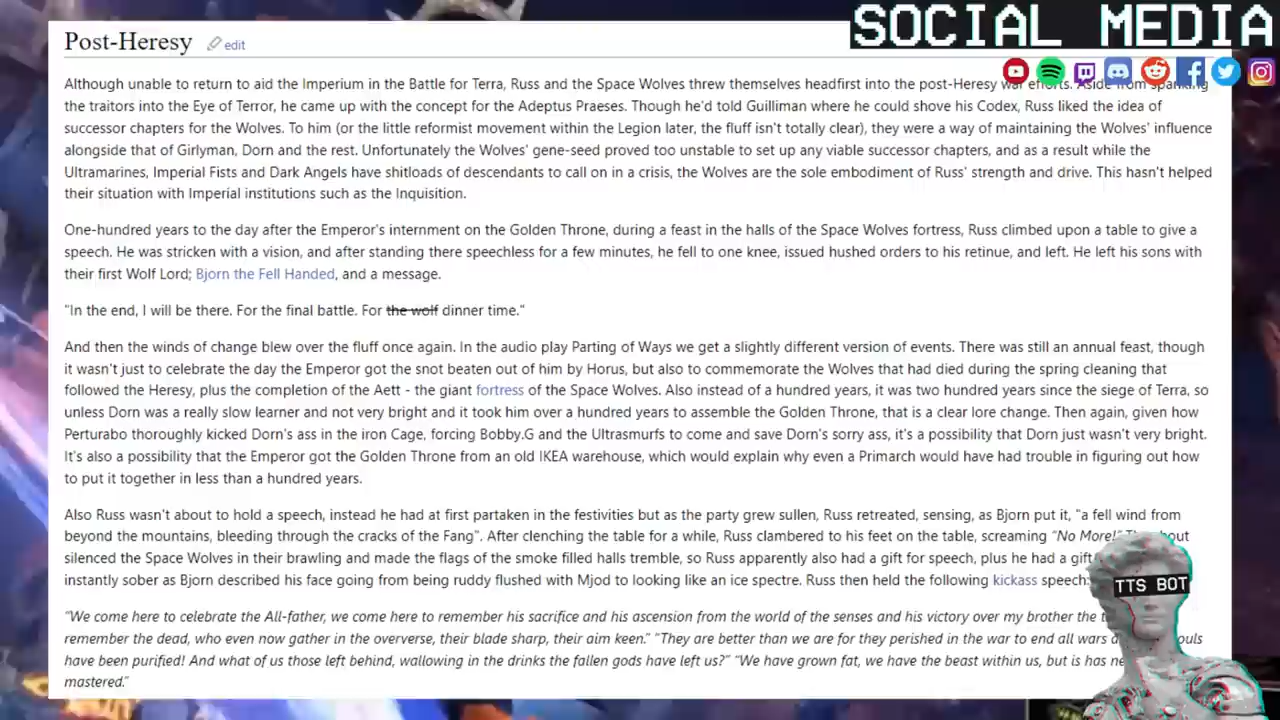 SOCIAL MEDIA
Post-Heresy edit
Although unable to return to aid the Imperium in the Battle for Terra, Russ and the Space Wolves threw themselves headfirst into the post-Heresy war efforts. Aside from spanking
the traitors into the Eye of Terror, he came up with the concept for the Adeptus Praeses. Though he'd told Guilliman where he could shove his Codex, Russ liked the idea of
successor chapters for the Wolves. To him (or the little reformist movement within the Legion later, the fluff isn't totally clear), they were a way of maintaining the Wolves' influence
alongside that of Girlyman, Dorn and the rest. Unfortunately the Wolves' gene-seed proved too unstable to set up any viable successor chapters, and as a result while the
Ultramarines, Imperial Fists and Dark Angels have shitloads of descendants to call on in a crisis, the Wolves are the sole embodiment of Russ' strength and drive. This hasn't helped
their situation with Imperial institutions such as the Inquisition.
One-hundred years to the day after the Emperor's internment on the Golden Throne, during a feast in the halls of the Space Wolves fortress, Russ climbed upon a table to give a
speech. He was stricken with a vision, and after standing there speechless for a few minutes, he fell to one knee, issued hushed orders to his retinue, and left. He left his sons with
their first Wolf Lord; Bjorn the Fell Handed, and a message.
"In the end, I will be there. For the final battle. For the wolf dinner time."
And then the winds of change blew over the fluff once again. In the audio play Parting of Ways we get a slightly different version of events. There was still an annual feast, though
it wasn't just to celebrate the day the Emperor got the snot beaten out of him by Horus, but also to commemorate the Wolves that had died during the spring cleaning that
followed the Heresy, plus the completion of the Aett - the giant fortress of the Space Wolves. Also instead of a hundred years, it was two hundred years since the siege of Terra, so
unless Dorn was a really slow learner and not very bright and it took him over a hundred years to assemble the Golden Throne, that is a clear lore change. Then again, given how
Perturabo thoroughly kicked Dorn's ass in the iron Cage, forcing Bobby.G and the Ultrasmurfs to come and save Dorn's sorry ass, it's a possibility that Dorn just wasn't very bright.
It's also a possibility that the Emperor got the Golden Throne from an old IKEA warehouse, which would explain why even a Primarch would have had trouble in figuring out how
to put it together in less than a hundred years.
Also Russ wasn't about to hold a speech, instead he had at first partaken in the festivities but as the party grew sullen, Russ retreated, sensing, as Bjorn put it, "a fell wind from
beyond the mountains, bleeding through the cracks of the Fang". After clenching the table for a while, Russ clambered to his feet on the table, screaming "No More!"
silenced the Space Wolves in their brawling and made the flags of the smoke filled halls tremble, so Russ apparently also had a gift for speech, plus he had a gift
instantly sober as Bjorn described his face going from being ruddy flushed with Mjod to looking like an ice spectre. Russ then held the following kickass speech:
TTS BOT
"We come here to celebrate the All-father, we come here to remember his sacrifice and his ascension from the world of the senses and his victory over my brother the
remember the dead, who even now gather in the oververse, their blade sharp, their aim keen." "They are better than we are for they perished in the war to end all wars
have been purified! And what of us those left behind, wallowing in the drinks the fallen gods have left us?" "We have grown fat, we have the beast within us, but is has
mastered."